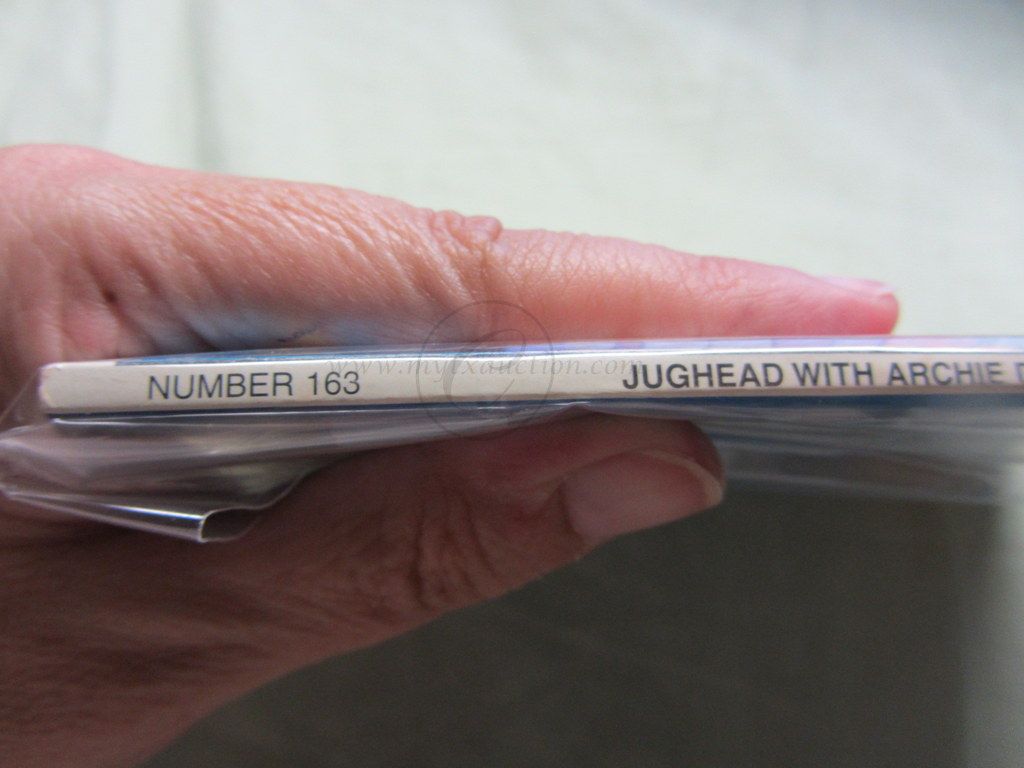 NUMBER 163 JUGHEAD WITH ARCHIE
www.mytxauction.com